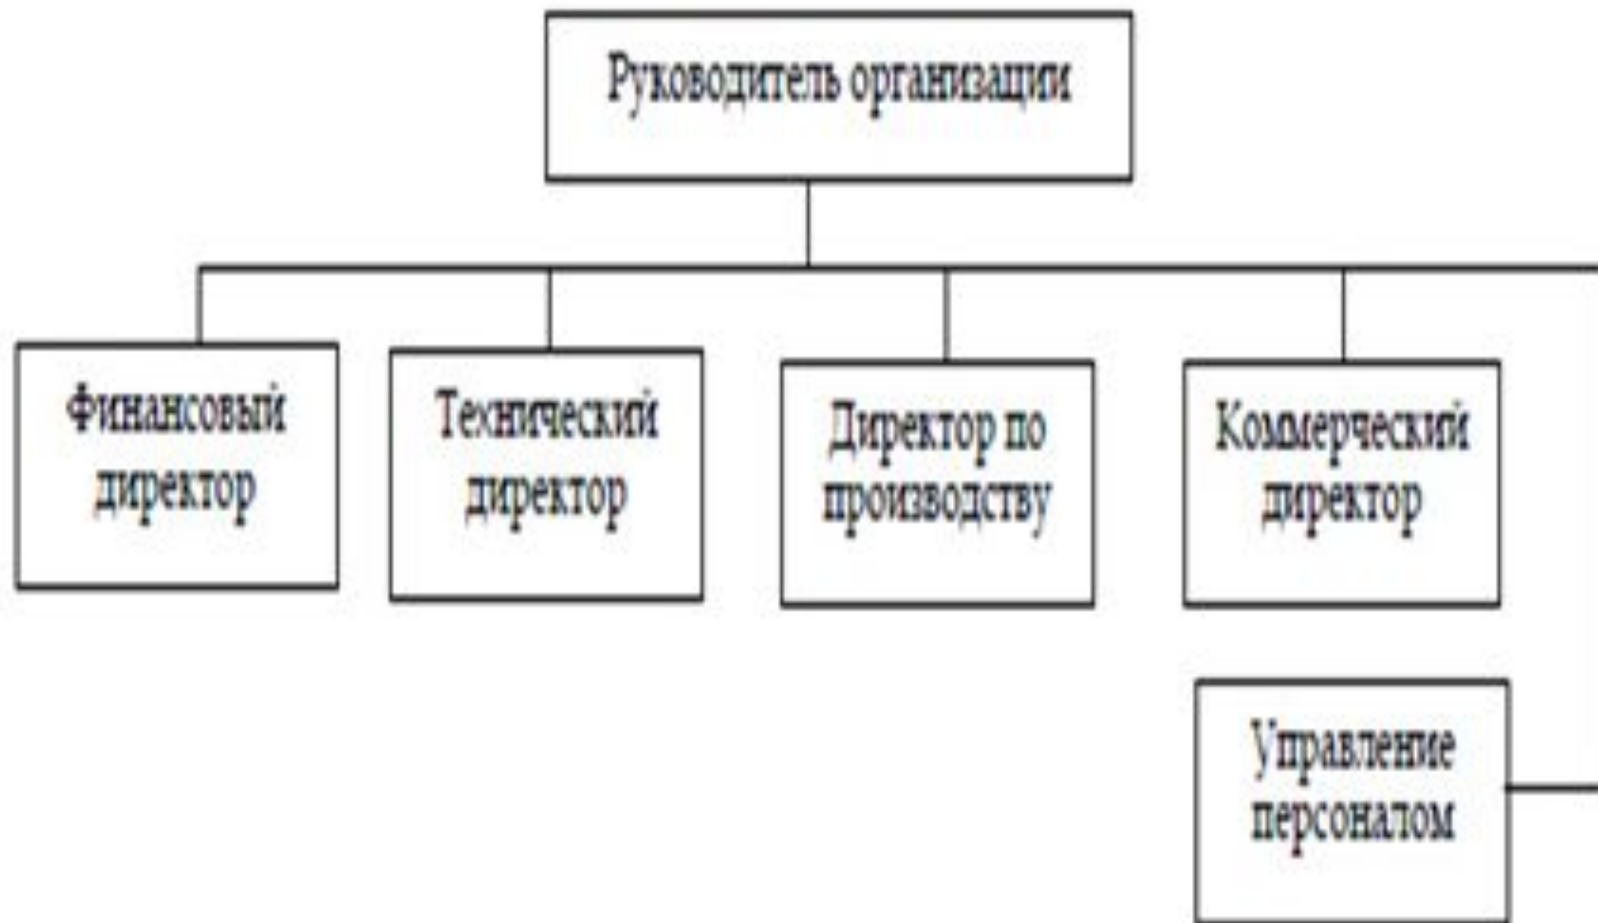 Руководитель организации
Финансовый
директор
Технический
директор
Директор по
производству
Коммерческий
директор
Управление
персоналом